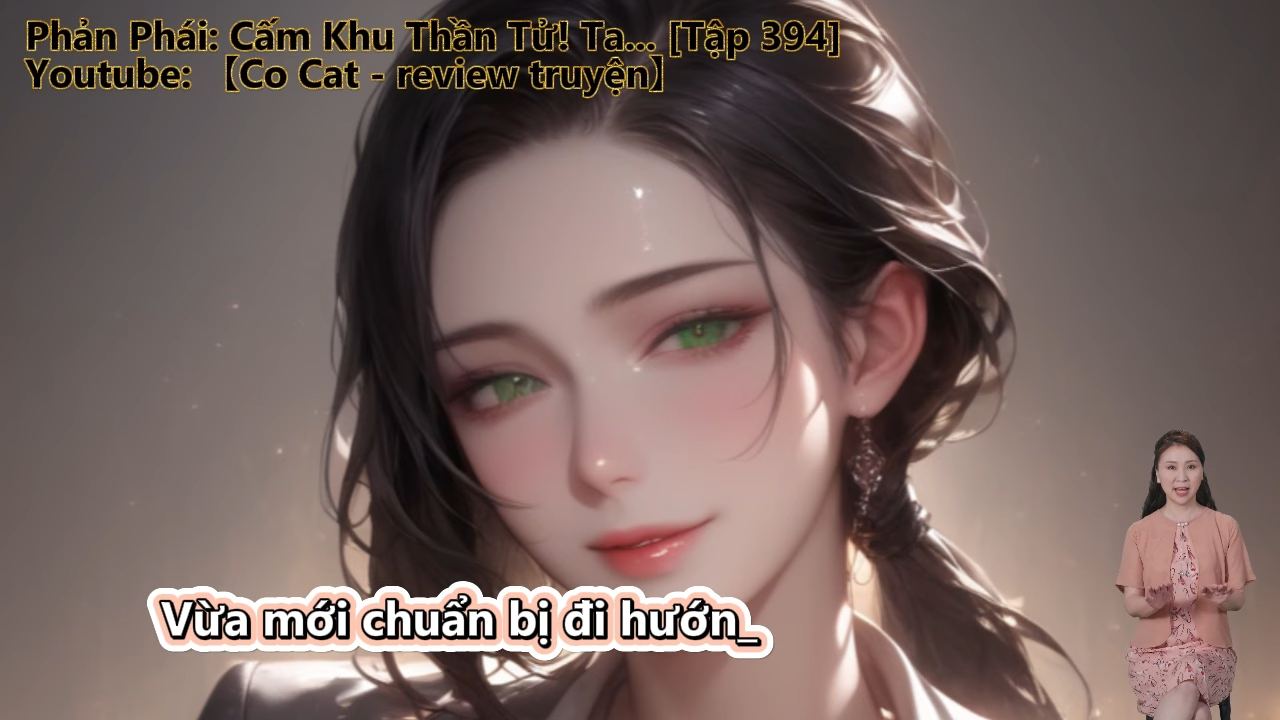 Phản Phái: Cấm Khu Thần Tử! Ta... [Tập 394]
Youtube: 【Co Cat - review truyện】
Vừa mới chuẩn bị đi hướn_